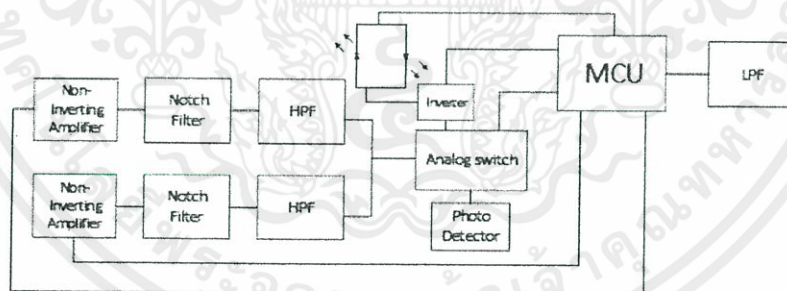 MCU
LPF
Non-
Inverting
Amplifier
Notch
Filter
HPF
Inverter
Analog switch
Non-
Inverting
Amplifier
Notch
Filter
HPF
Photo
Detector